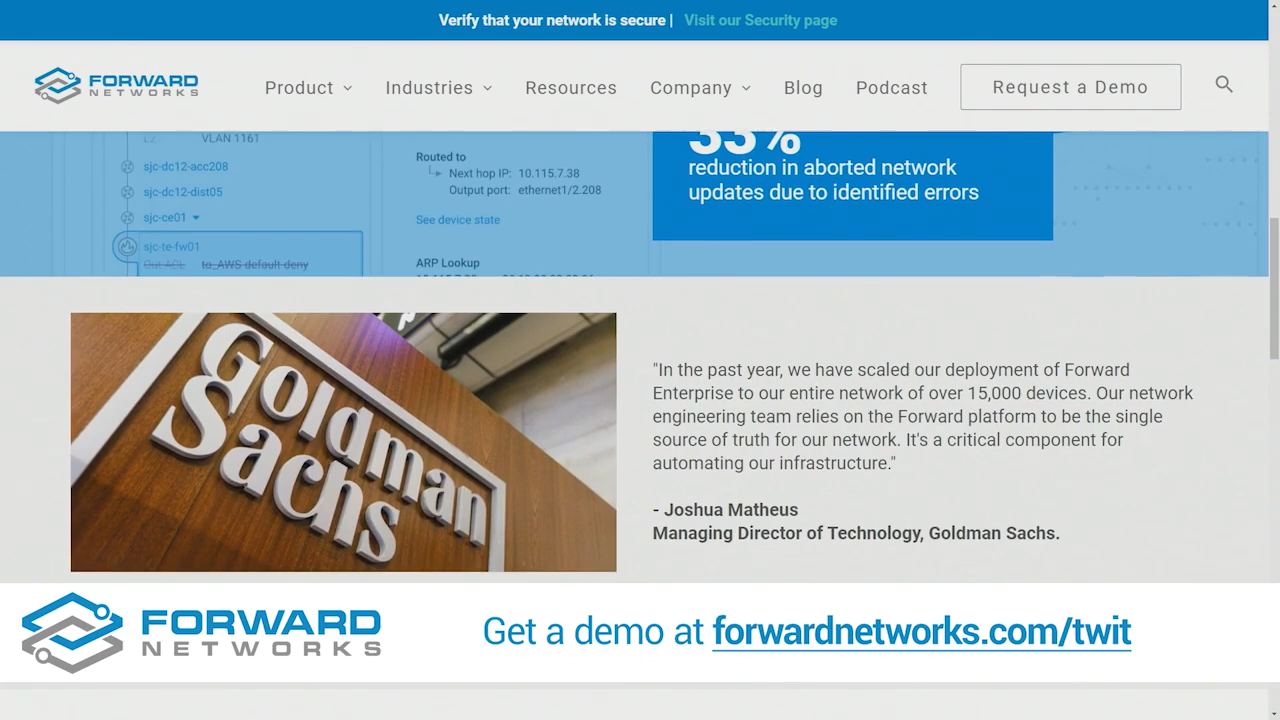 Verify that your network is secure | Visit our Security page
FORWARD
NETWORKS
Product Industries Resources Company Blog Podcast Request a Demo
VLAN 1161
sjc-dc12-acc208
sjc-dc12-dist05
sjc-ce01
sjc-te-fw01
Out ACL to_AWS default deny
Routed to
Next hop IP: 10.115.7.38
Output port: ethernet1/2.208
See device state
ARP Lookup
33%
reduction in aborted network
updates due to identified errors
Goldman
Sachs
"In the past year, we have scaled our deployment of Forward
Enterprise to our entire network of over 15,000 devices. Our network
engineering team relies on the Forward platform to be the single
source of truth for our network. It's a critical component for
automating our infrastructure."
- Joshua Matheus
Managing Director of Technology, Goldman Sachs.
FORWARD
NETWORKS
Get a demo at forwardnetworks.com/twit